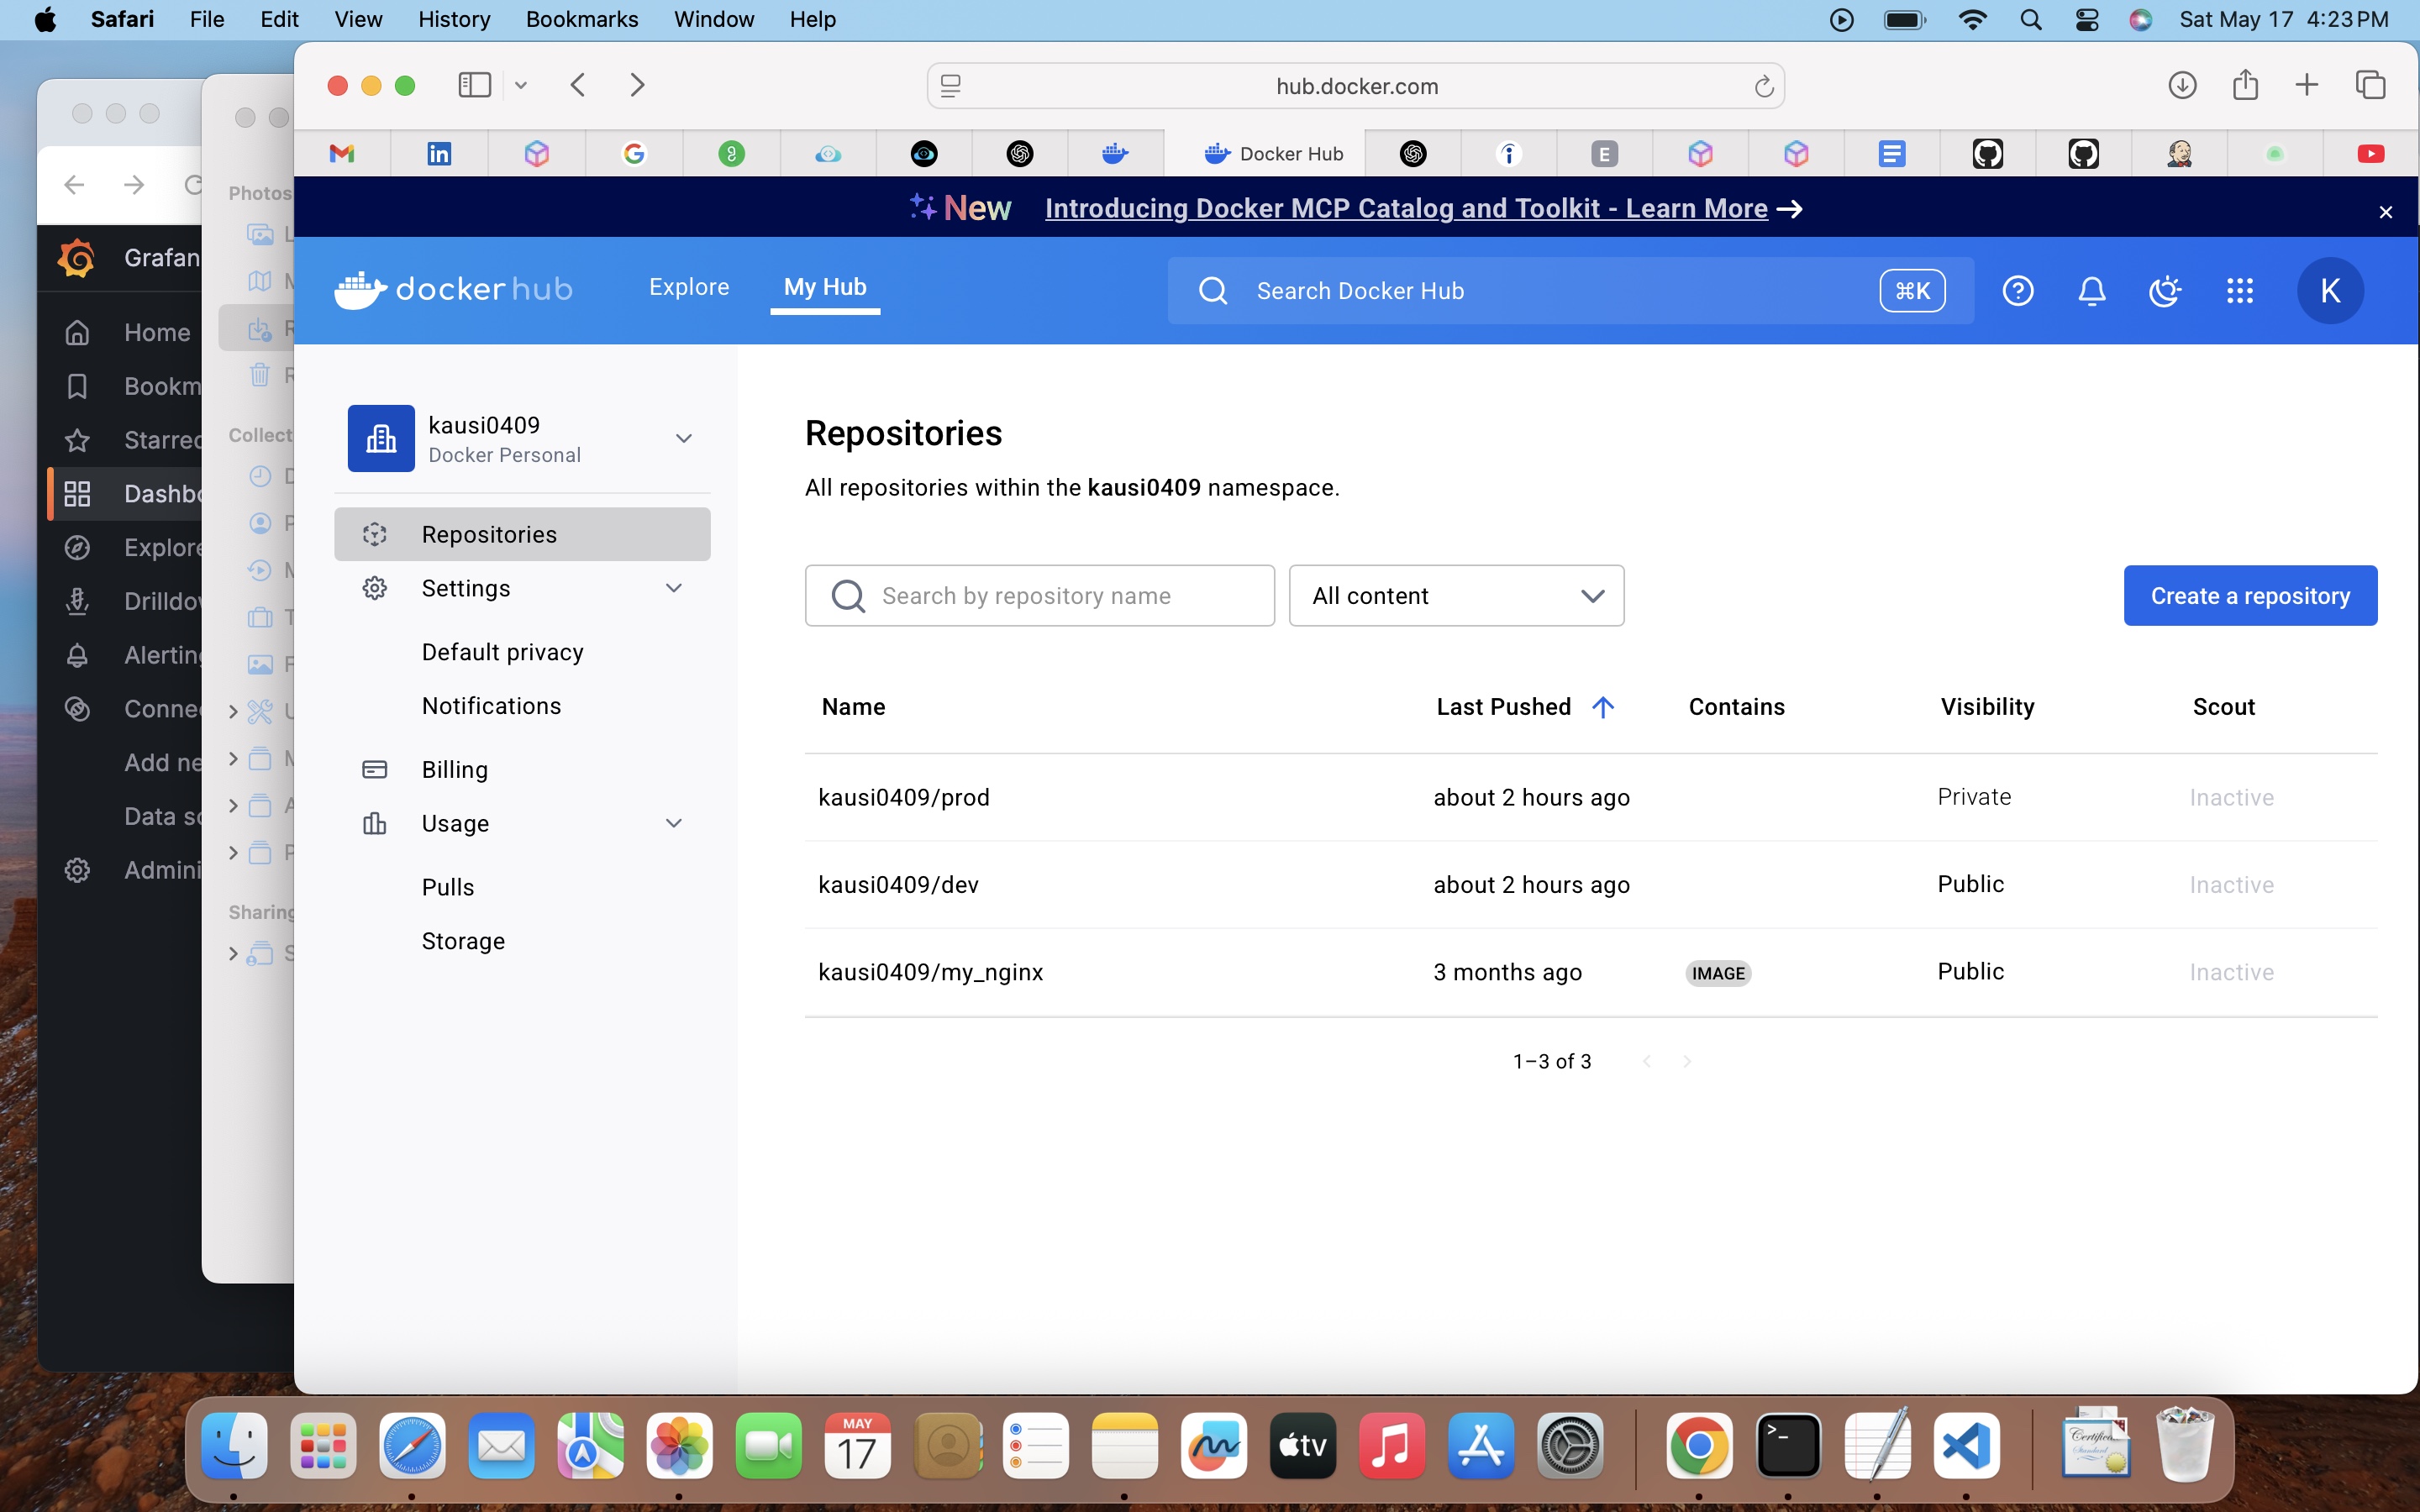 Safari File Edit View History Bookmarks Window Help Sat May 17 4:23 PM
hub.docker.com
Docker Hub
E
New Introducing Docker MCP Catalog and Toolkit - Learn More →
docker hub Explore My Hub Search Docker Hub ⌘K K
Grafan
Home
Bookm
Starred
Dashbo
Explore
Drilldov
Alerting
Connec
Add ne
Data so
Admini
Photos
Collect
Sharing
kausi0409
Docker Personal
Repositories
Settings
Default privacy
Notifications
Billing
Usage
Pulls
Storage
Repositories
All repositories within the kausi0409 namespace.
Search by repository name All content Create a repository
Name Last Pushed Contains Visibility Scout
kausi0409/prod about 2 hours ago Private Inactive
kausi0409/dev about 2 hours ago Public Inactive
kausi0409/my_nginx 3 months ago IMAGE Public Inactive
1–3 of 3
MAY
17
tv